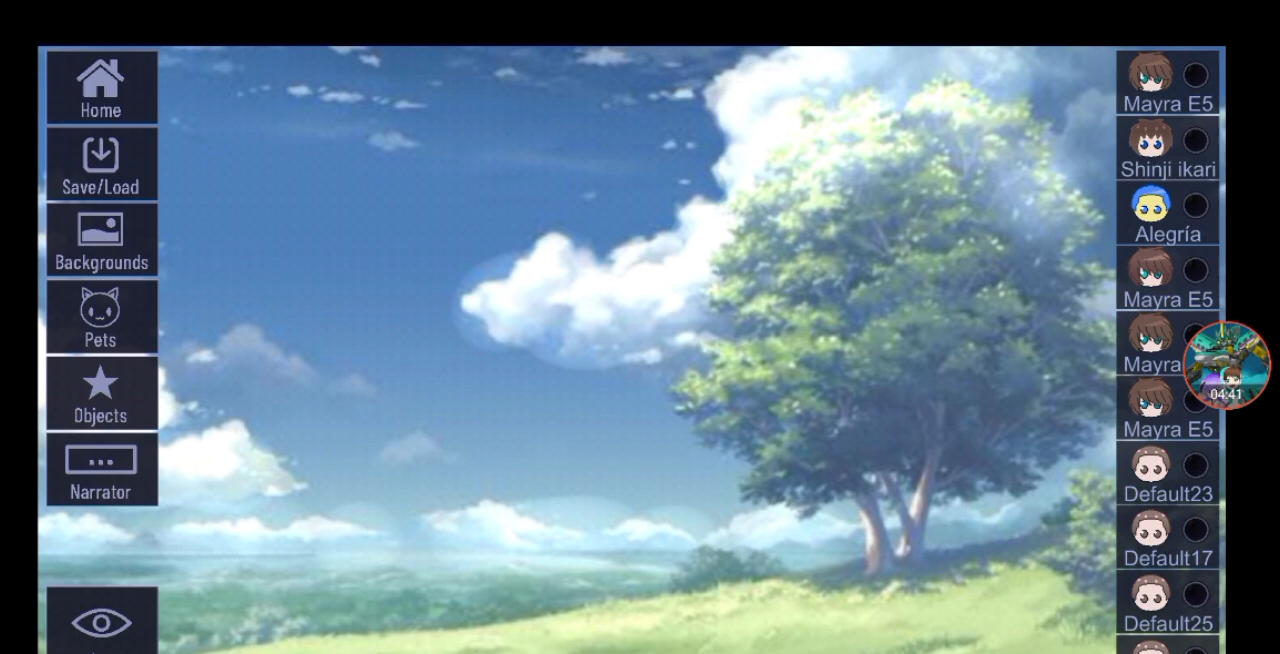 Home
Save/Load
Backgrounds
Pets
Objects
Narrator
Mayra E5
Shinji ikari
Alegría
Mayra E5
Mayra
04:41
Mayra E5
Default23
Default17
Default25